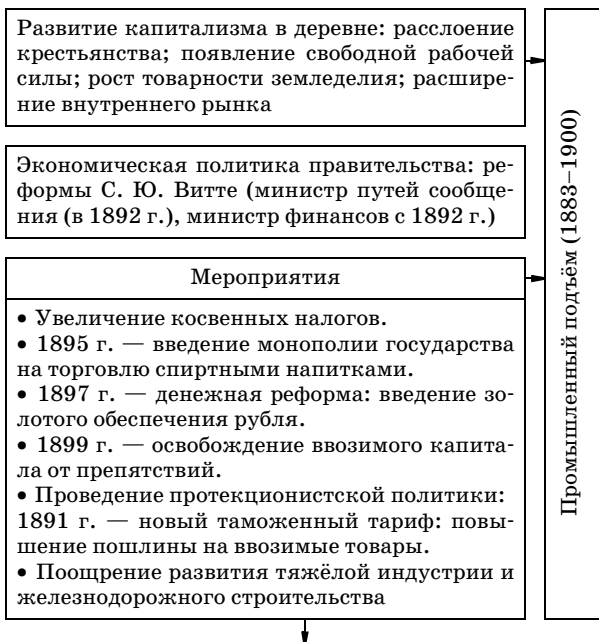 Развитие капитализма в деревне: расслоение
крестьянства; появление свободной рабочей
силы; рост товарности земледелия; расшире-
ние внутреннего рынка
Экономическая политика правительства: ре-
формы С. Ю. Витте (министр путей сообще-
ния (в 1892 г.), министр финансов с 1892 г.)
Мероприятия
• Увеличение косвенных налогов.
• 1895 г. — введение монополии государства
на торговлю спиртными напитками.
• 1897 г. — денежная реформа: введение зо-
лотого обеспечения рубля.
• 1899 г. — освобождение ввозимого капита-
ла от препятствий.
• Проведение протекционистской политики:
1891 г. — новый таможенный тариф: повы-
шение пошлины на ввозимые товары.
• Поощрение развития тяжёлой индустрии и
железнодорожного строительства
Промышленный подъём (1883–1900)